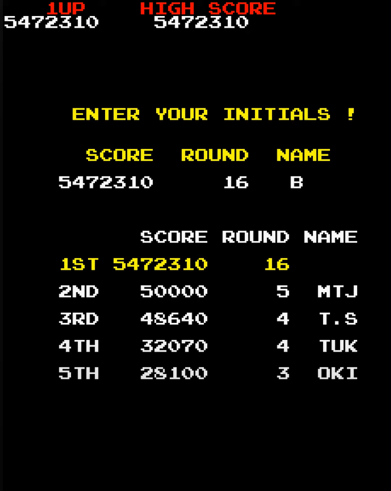 1UP HIGH SCORE
5472310 5472310
ENTER YOUR INITIALS !
SCORE ROUND NAME
5472310 16 B
SCORE ROUND NAME
1ST 5472310 16
2ND 50000 5 MTJ
3RD 48640 4 T.S
4TH 32070 4 TUK
5TH 28100 3 OKI